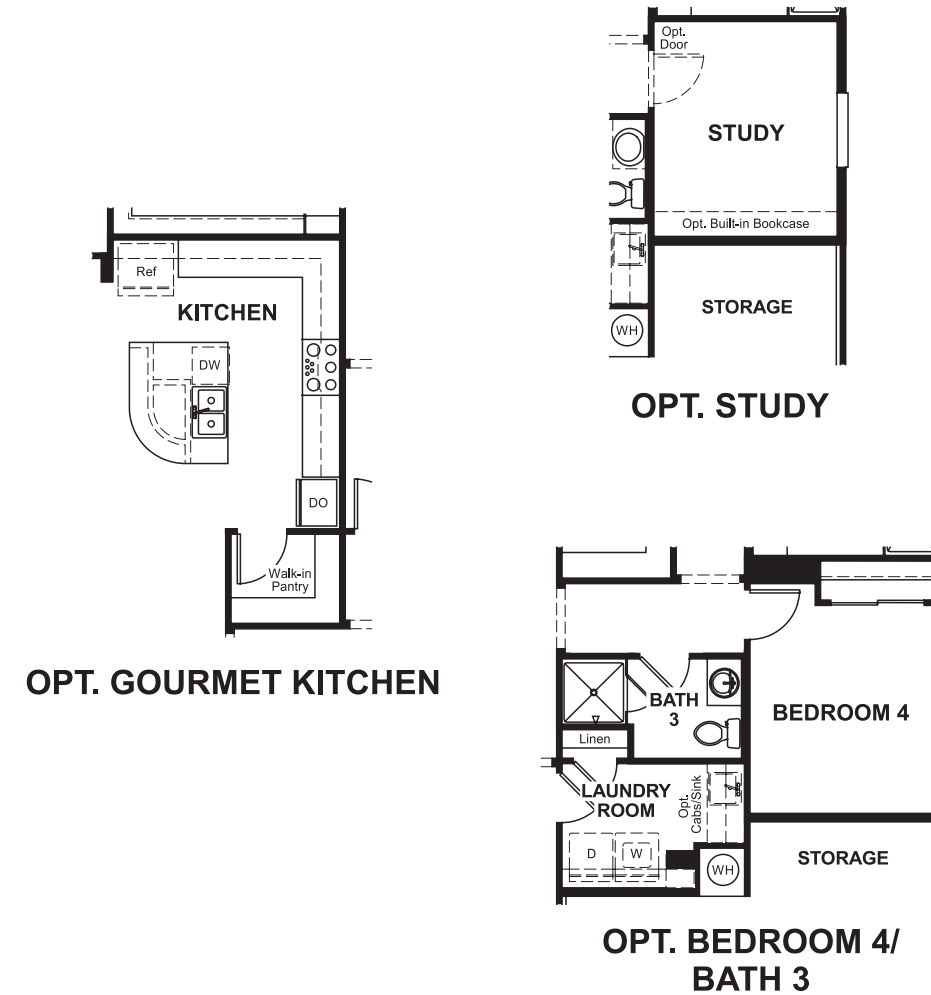 Ref
KITCHEN
DW
DO
Walk-in
Pantry
OPT. GOURMET KITCHEN
Opt.
Door
STUDY
Opt. Built-in Bookcase
STORAGE
WH
OPT. STUDY
BATH
3
BEDROOM 4
Linen
LAUNDRY
ROOM
Opt.
Cabs/Sink
D
W
WH
STORAGE
OPT. BEDROOM 4/
BATH 3